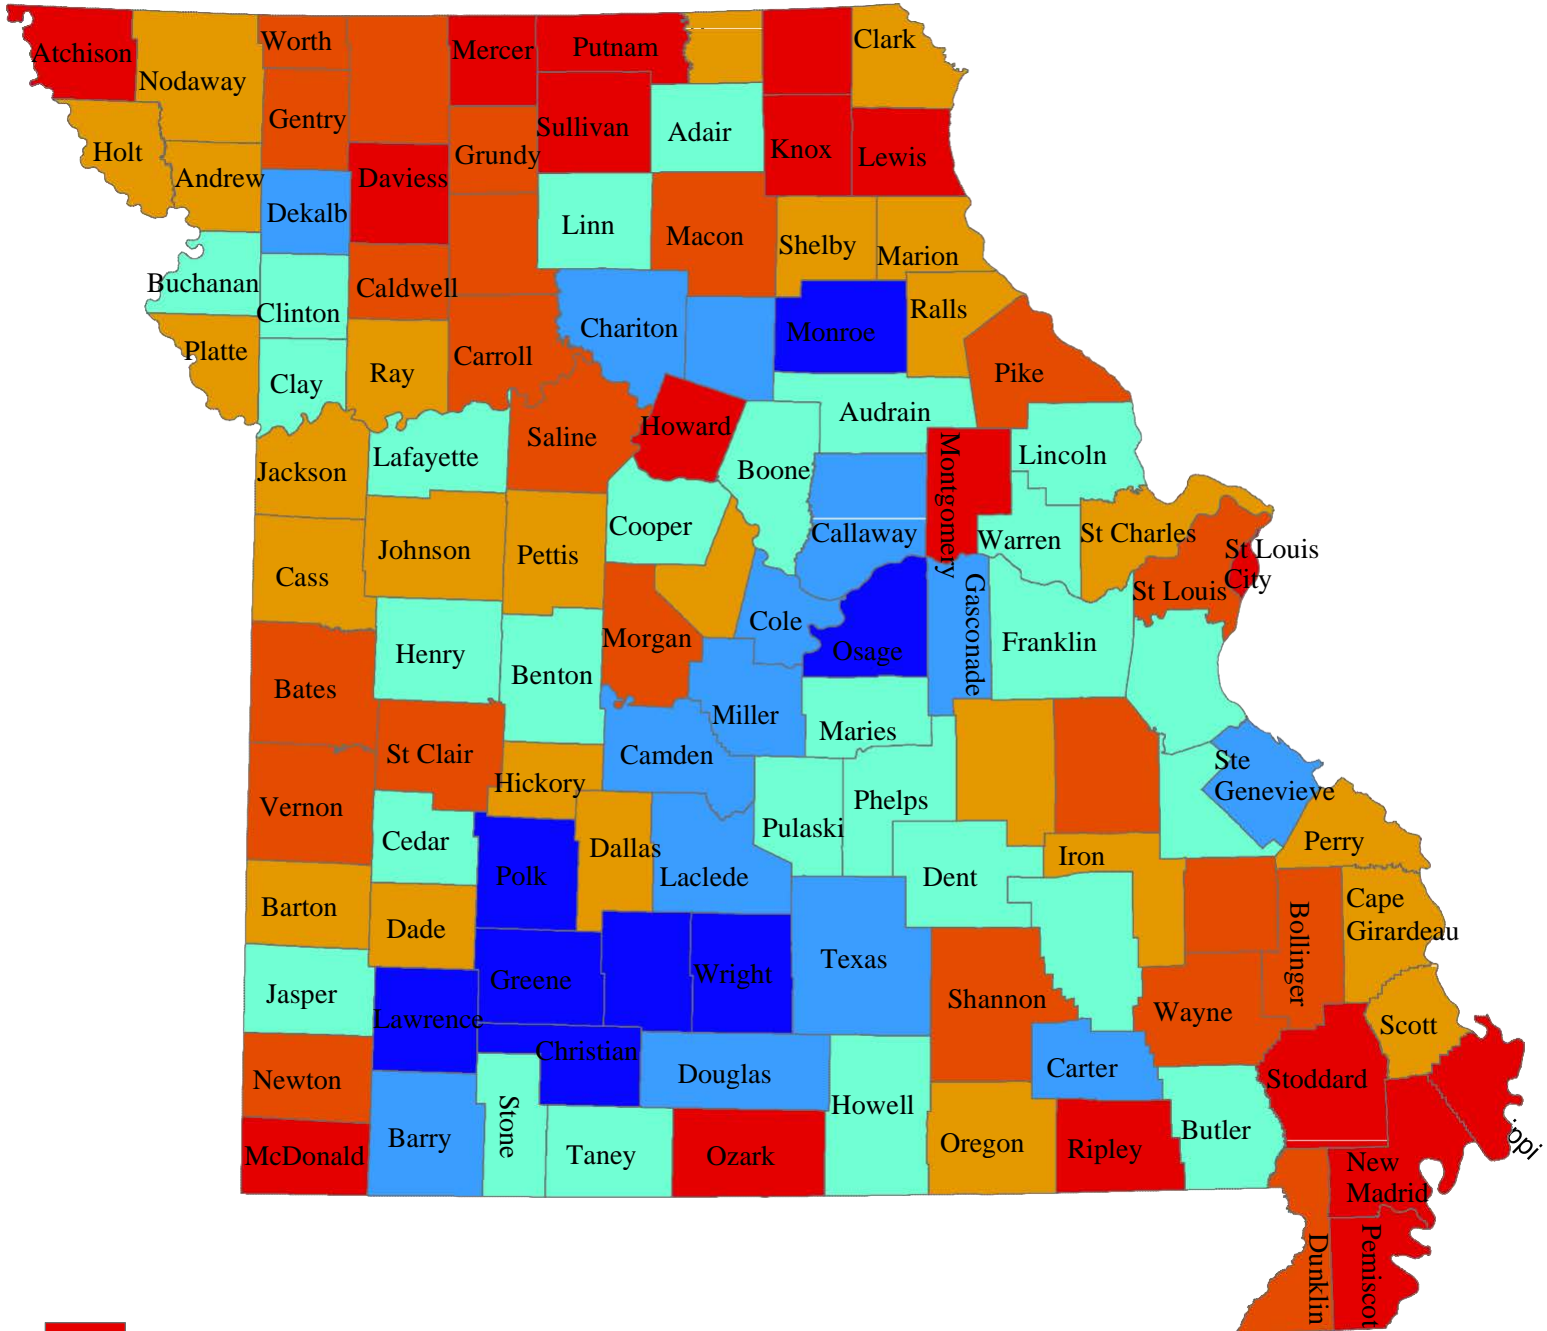 Atchison
Nodaway
Worth
Mercer
Putnam
Clark
Gentry
Holt
Andrew
Dekalb
Daviess
Grundy
Sullivan
Adair
Knox
Lewis
Linn
Macon
Shelby
Marion
Buchanan
Clinton
Caldwell
Chariton
Monroe
Ralls
Platte
Clay
Ray
Carroll
Pike
Audrain
Howard
Saline
Jackson
Lafayette
Boone
Montgomery
Lincoln
Cooper
Callaway
Warren
St Charles
Cass
Johnson
Pettis
St Louis
City
St Louis
Cole
Gasconade
Franklin
Morgan
Osage
Henry
Benton
Bates
Miller
Maries
St Clair
Camden
Hickory
Ste
Genevieve
Vernon
Cedar
Dallas
Pulaski
Phelps
Perry
Iron
Polk
Laclede
Dent
Barton
Dade
Bollinger
Cape
Girardeau
Jasper
Greene
Wright
Texas
Shannon
Wayne
Scott
Lawrence
Christian
Newton
Douglas
Carter
Stoddard
Barry
Stone
Howell
Butler
McDonald
Taney
Ozark
Oregon
Ripley
ippi
New
Madrid
Dunklin
Pemiscot